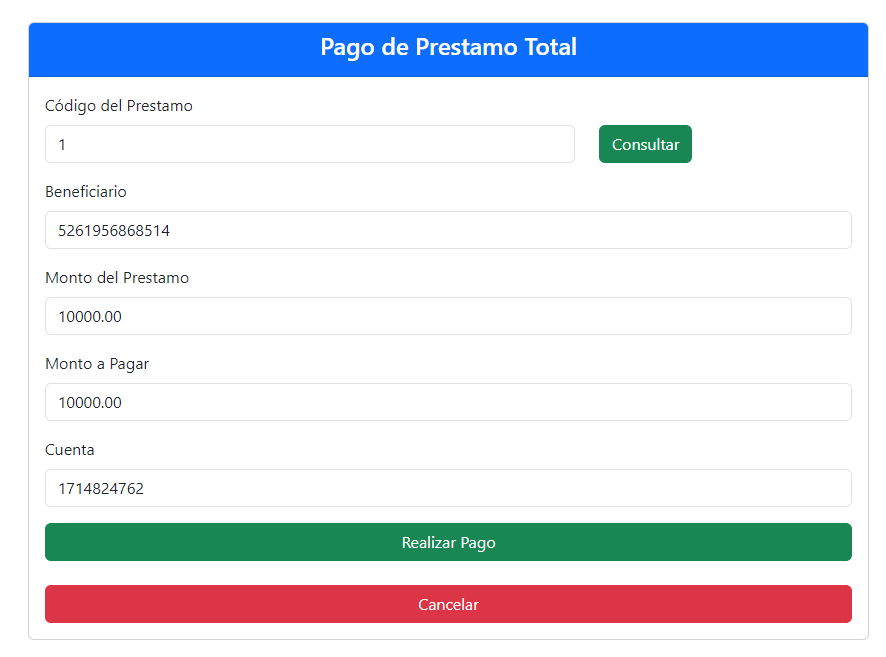 Pago de Prestamo Total
Código del Prestamo
1
Consultar
Beneficiario
5261956868514
Monto del Prestamo
10000.00
Monto a Pagar
10000.00
Cuenta
1714824762
Realizar Pago
Cancelar